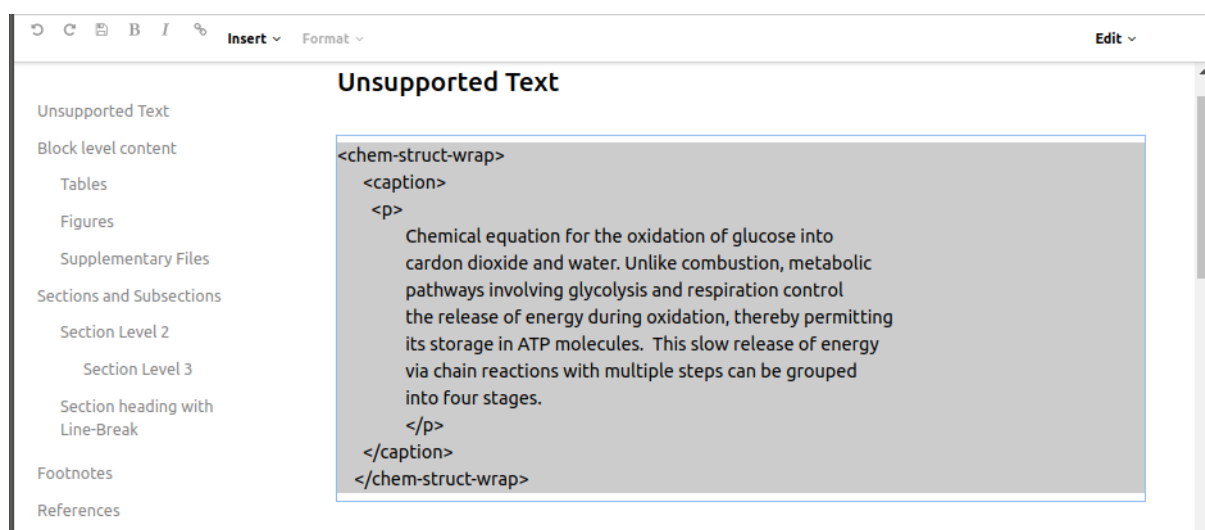 B I Insert Format Edit
Unsupported Text
Unsupported Text
Block level content
Tables
Figures
Supplementary Files
Sections and Subsections
Section Level 2
Section Level 3
Section heading with
Line-Break
Footnotes
References
<chem-struct-wrap>
<caption>
<p>
Chemical equation for the oxidation of glucose into
cardon dioxide and water. Unlike combustion, metabolic
pathways involving glycolysis and respiration control
the release of energy during oxidation, thereby permitting
its storage in ATP molecules.  This slow release of energy
via chain reactions with multiple steps can be grouped
into four stages.
</p>
</caption>
</chem-struct-wrap>